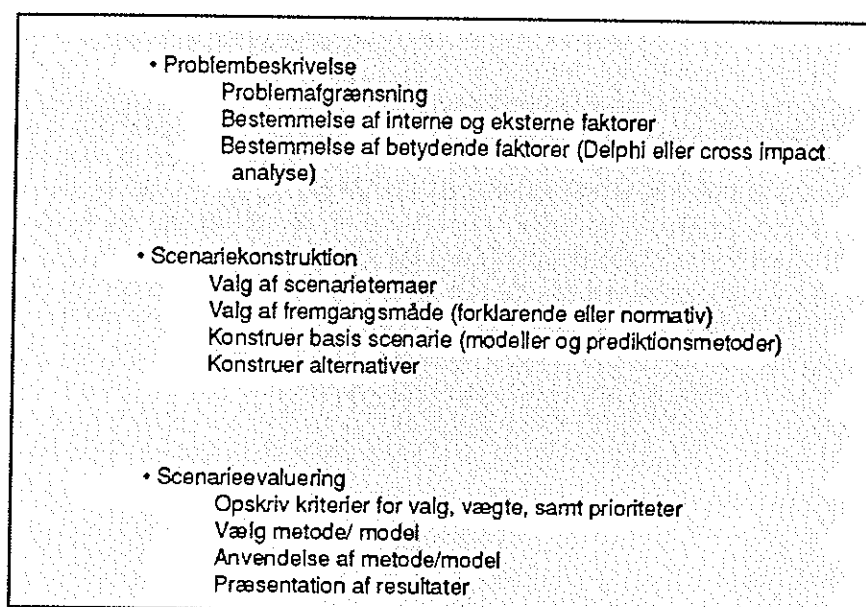 • Problembeskrivelse
Problemafgrænsning
Bestemmelse af interne og eksterne faktorer
Bestemmelse af betydende faktorer (Delphi eller cross impact
analyse)
• Scenariekonstruktion
Valg af scenarietemaer
Valg af fremgangsmåde (forklarende eller normativ)
Konstruer basis scenarie (modeller og prediktionsmetoder)
Konstruer alternativer
• Scenarieevaluering
Opskriv kriterier for valg, vægte, samt prioriteter
Vælg metode/ model
Anvendelse af metode/model
Præsentation af resultater